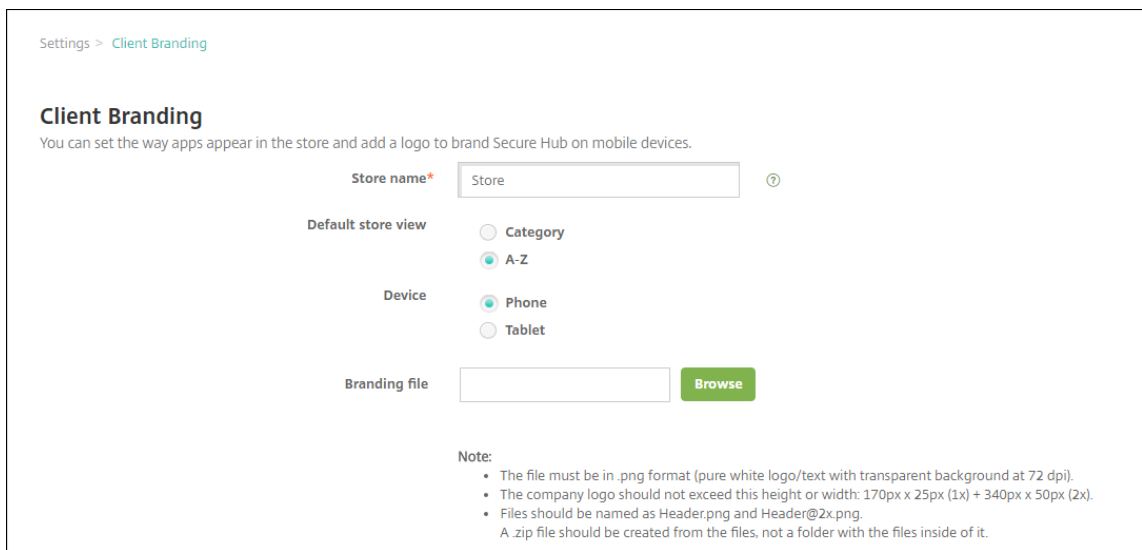 Settings > Client Branding
Client Branding
You can set the way apps appear in the store and add a logo to brand Secure Hub on mobile devices.
Store name* Store ?
Default store view
Category
A-Z
Device
Phone
Tablet
Branding file Browse
Note:
• The file must be in .png format (pure white logo/text with transparent background at 72 dpi).
• The company logo should not exceed this height or width: 170px x 25px (1x) + 340px x 50px (2x).
• Files should be named as Header.png and Header@2x.png.
A .zip file should be created from the files, not a folder with the files inside of it.